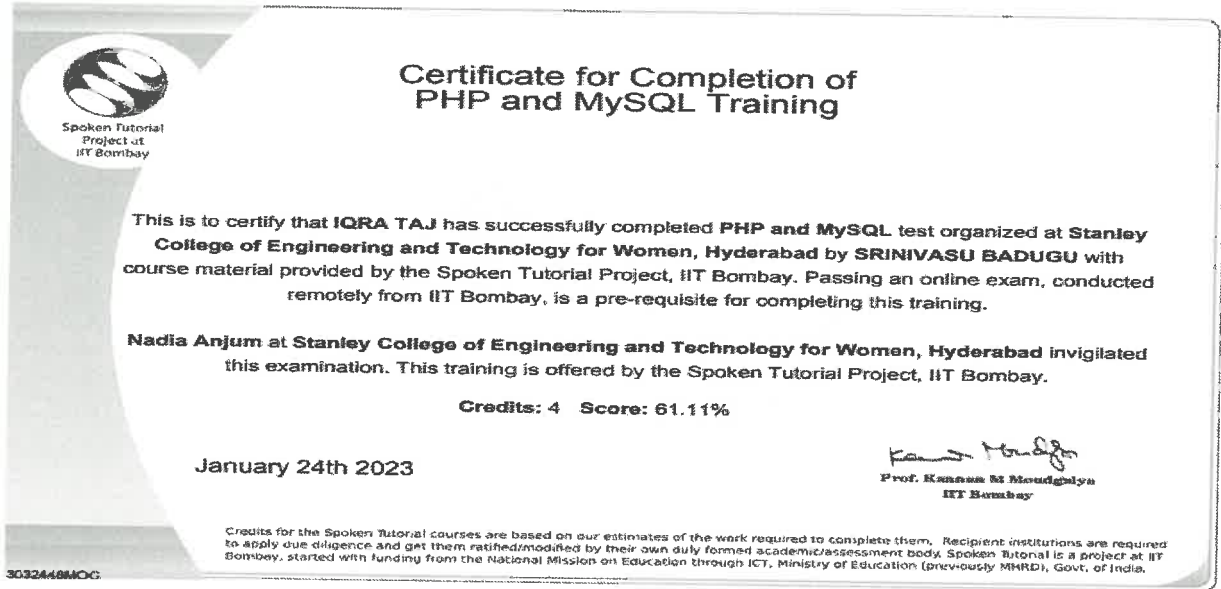 Spoken Tutorial
Project at
IIT Bombay
Certificate for Completion of
PHP and MySQL Training
This is to certify that IQRA TAJ has successfully completed PHP and MySQL test organized at Stanley
College of Engineering and Technology for Women, Hyderabad by SRINIVASU BADUGU with
course material provided by the Spoken Tutorial Project, IIT Bombay. Passing an online exam, conducted
remotely from IIT Bombay, is a pre-requisite for completing this training.
Nadia Anjum at Stanley College of Engineering and Technology for Women, Hyderabad invigilated
this examination. This training is offered by the Spoken Tutorial Project, IIT Bombay.
Credits: 4 Score: 61.11%
January 24th 2023
Prof. Kannan M Moudgalya
IIT Bombay
Credits for the Spoken Tutorial courses are based on our estimates of the work required to complete them. Recipient institutions are required
to apply due diligence and get them ratified/modified by their own duly formed academic/assessment body. Spoken Tutorial is a project at IIT
Bombay, started with funding from the National Mission on Education through ICT, Ministry of Education (previously MHRD), Govt. of India.